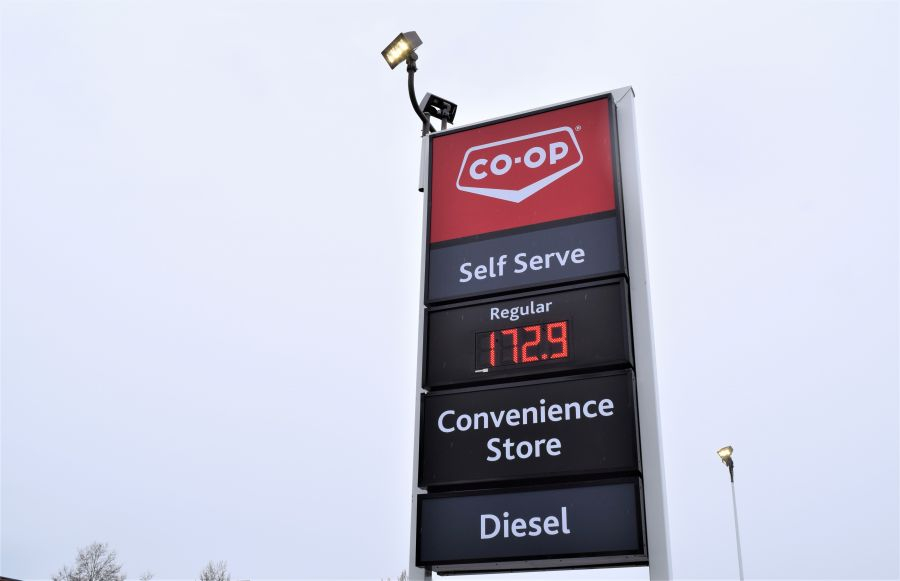 CO-OP®
Self Serve
Regular
172.9
Convenience
Store
Diesel